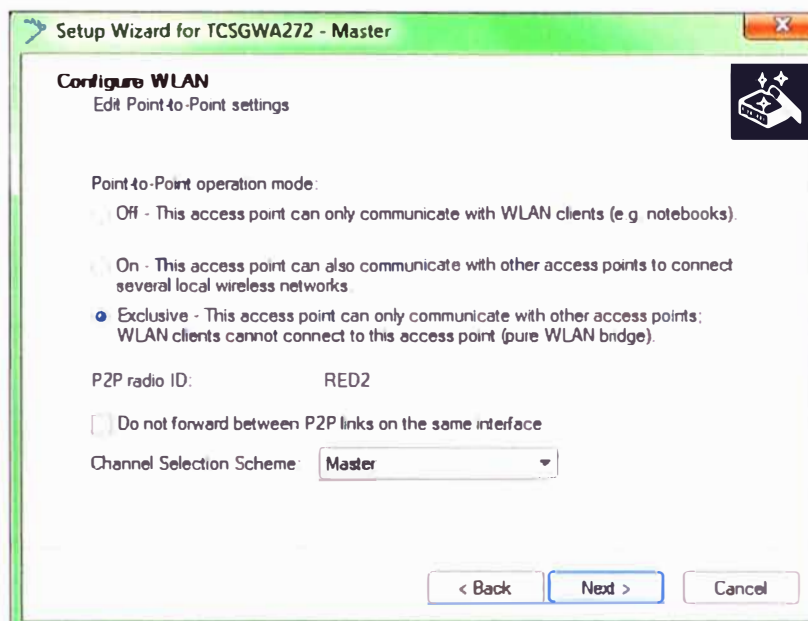 Setup Wizard for TCSGWA272 - Master
Configure WLAN
Edit Point-to-Point settings
Point-to-Point operation mode:
Off - This access point can only communicate with WLAN clients (e.g. notebooks).
On - This access point can also communicate with other access points to connect
several local wireless networks.
Exclusive - This access point can only communicate with other access points;
WLAN clients cannot connect to this access point (pure WLAN bridge).
P2P radio ID: RED2
Do not forward between P2P links on the same interface
Channel Selection Scheme: Master
< Back Next > Cancel